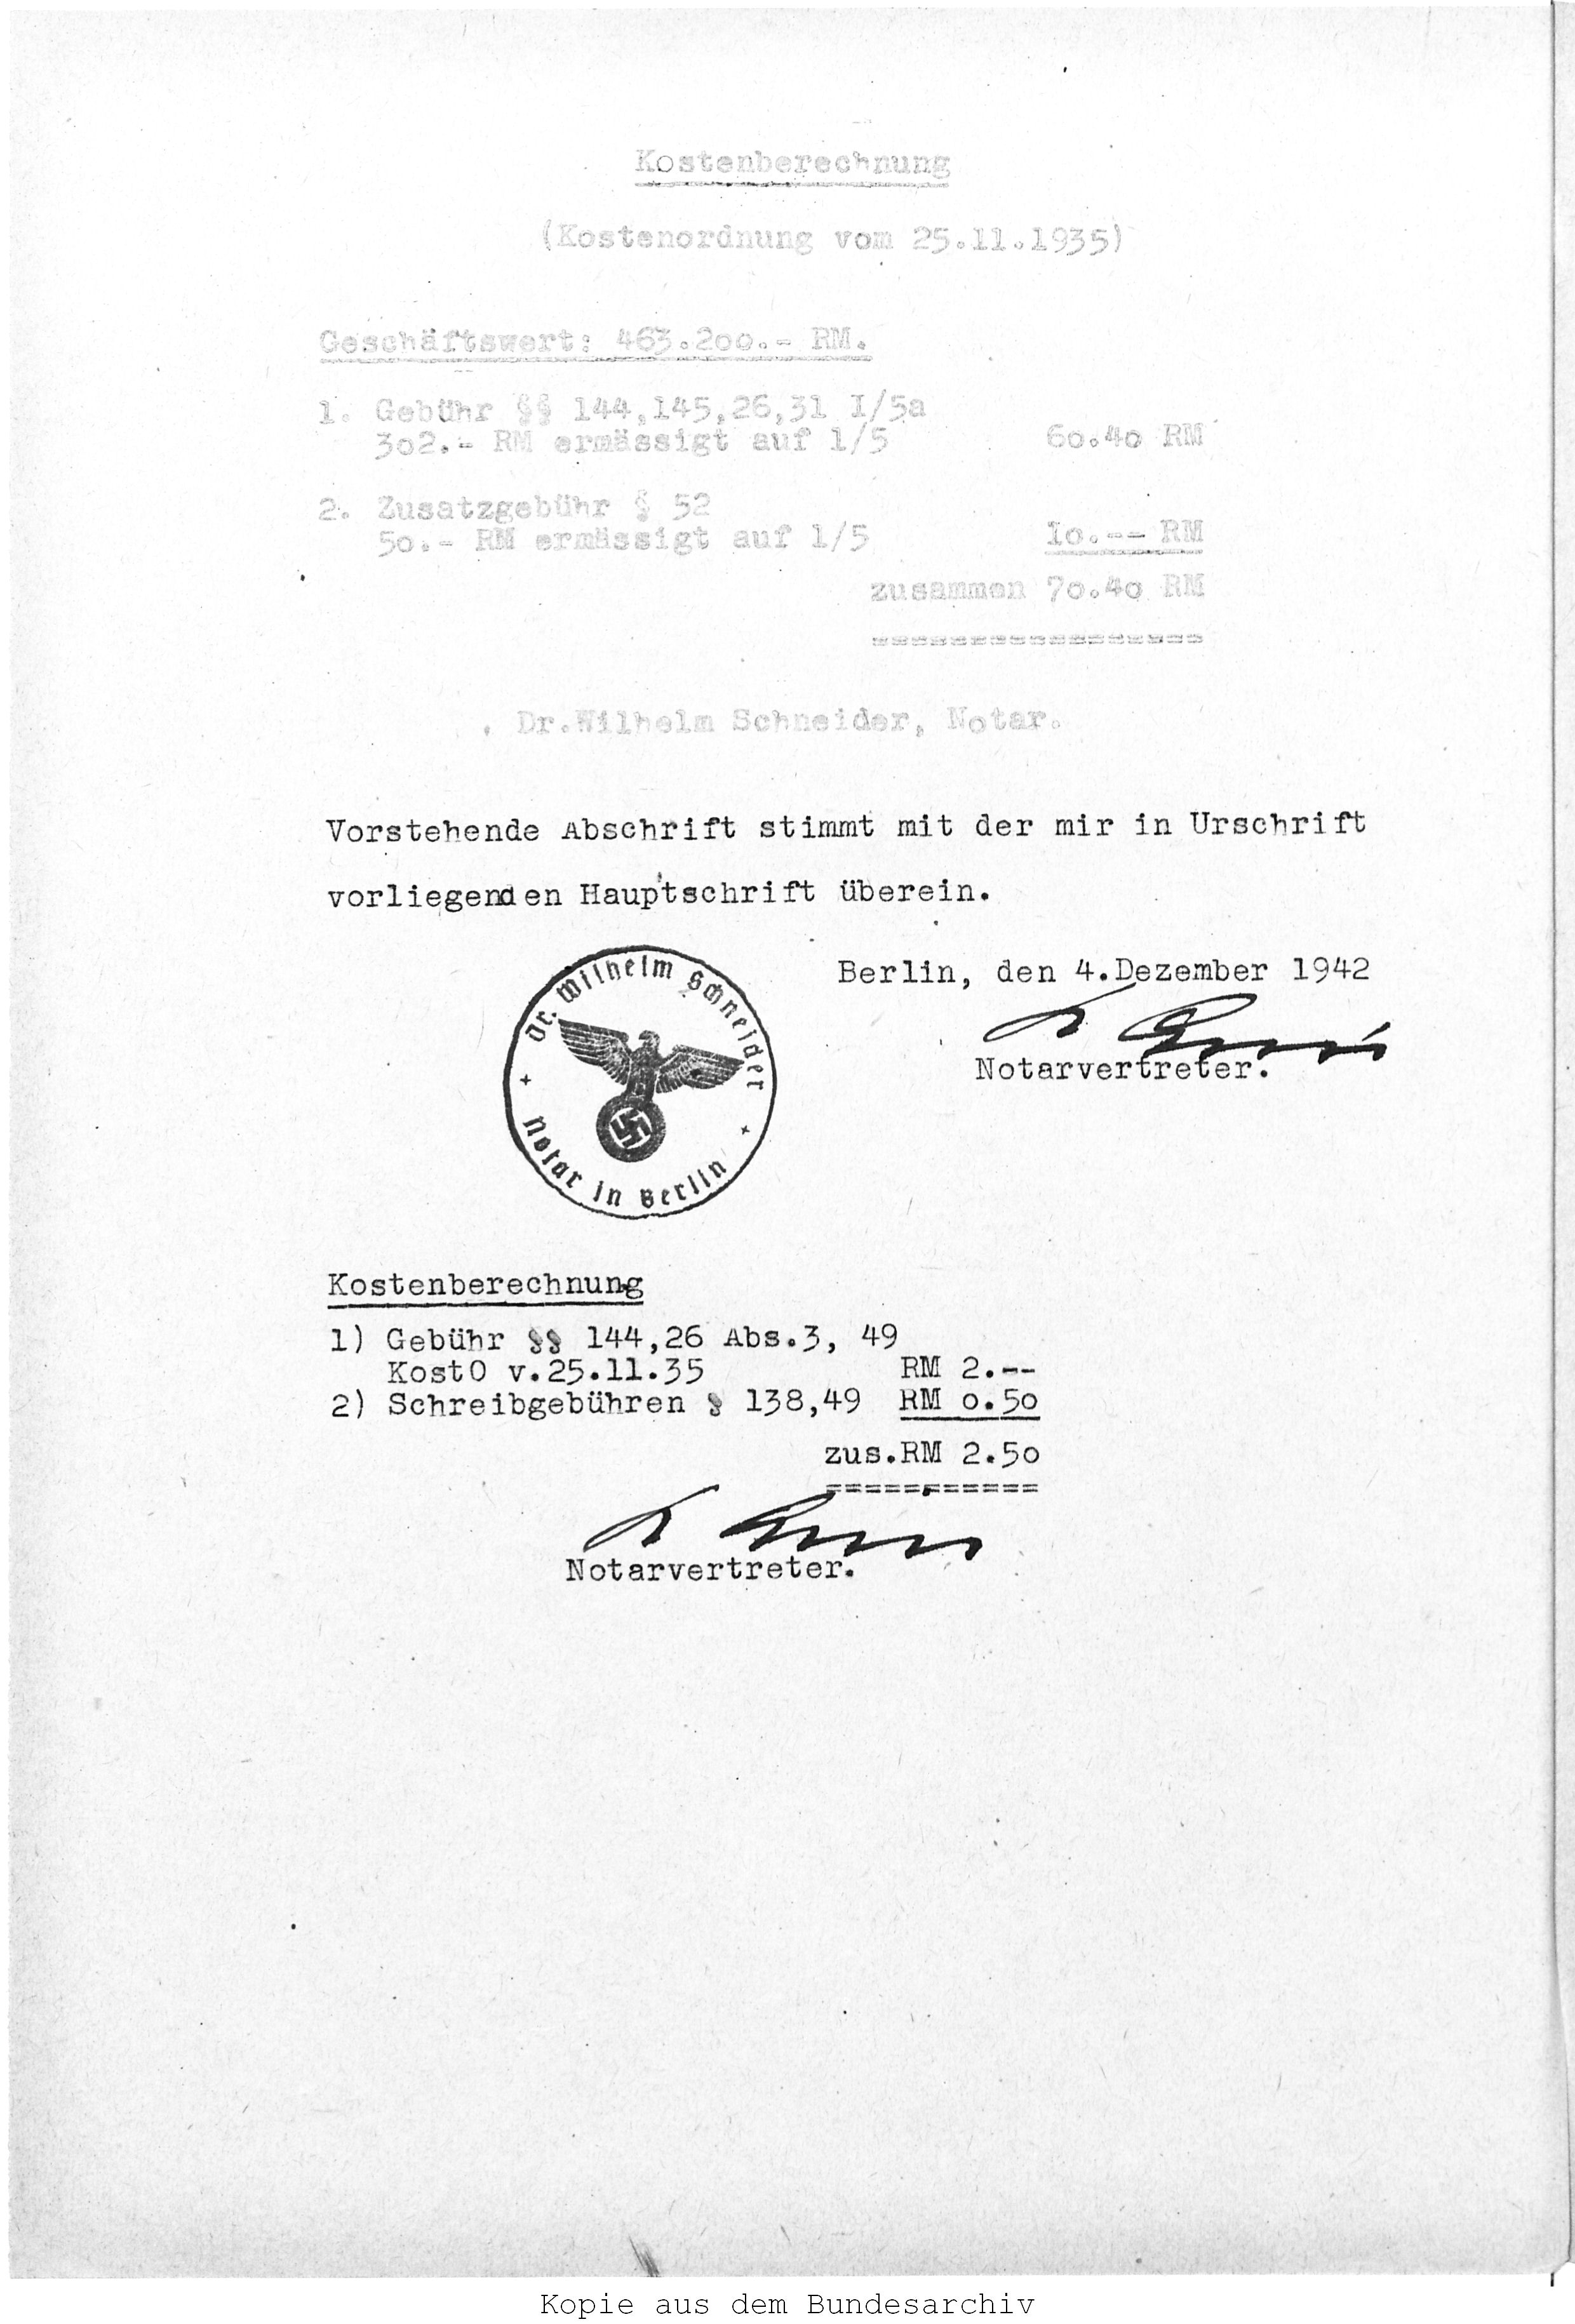 Kostenberechnung
(Kostenordnung vom 25.11.1935)
Geschäftswert: 463.200.- RM.
1. Gebühr §§ 144,145,26,31 I/5a
302.- RM ermässigt auf 1/5 60.40 RM
2. Zusatzgebühr § 52
50.- RM ermässigt auf 1/5 10.-- RM
zusammen 70.40 RM
=================
Dr.Wilhelm Schneider, Notar.
Vorstehende Abschrift stimmt mit der mir in Urschrift
vorliegenden Hauptschrift überein.
Berlin, den 4.Dezember 1942
Notarvertreter.
Dr. Wilhelm Schneider
+ Notar in Berlin +
Kostenberechnung
1) Gebühr §§ 144,26 Abs.3, 49
KostO v.25.11.35 RM 2.--
2) Schreibgebühren § 138,49 RM 0.50
zus.RM 2.50
===========
Notarvertreter.
Kopie aus dem Bundesarchiv